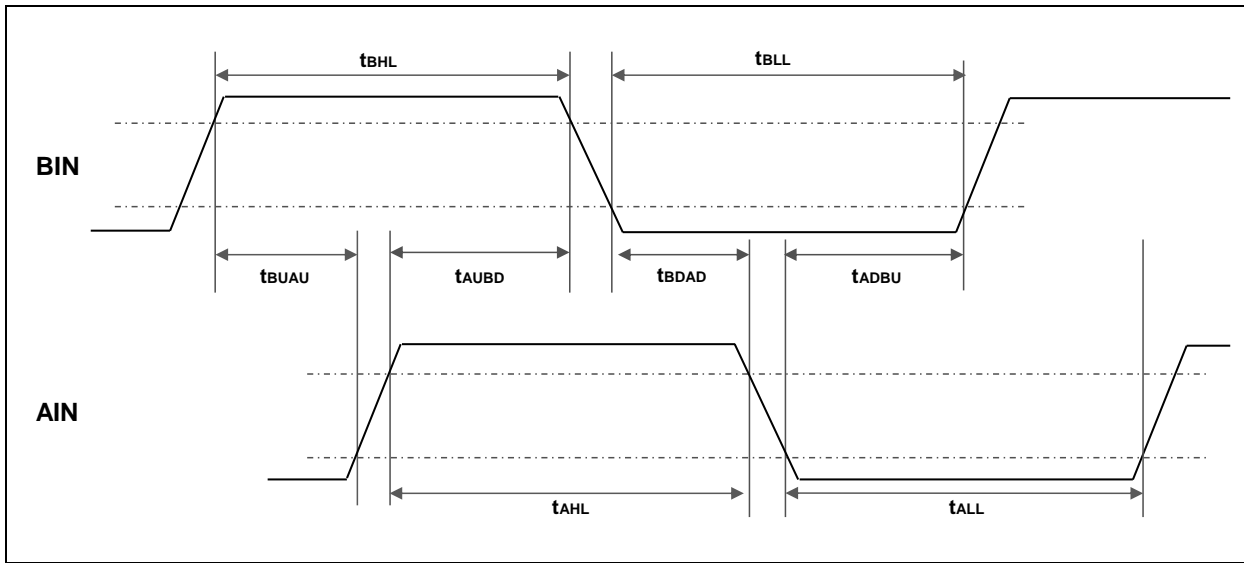 tBHL
tBLL
BIN
tBUAU
tAUBD
tBDAD
tADBU
AIN
tAHL
tALL